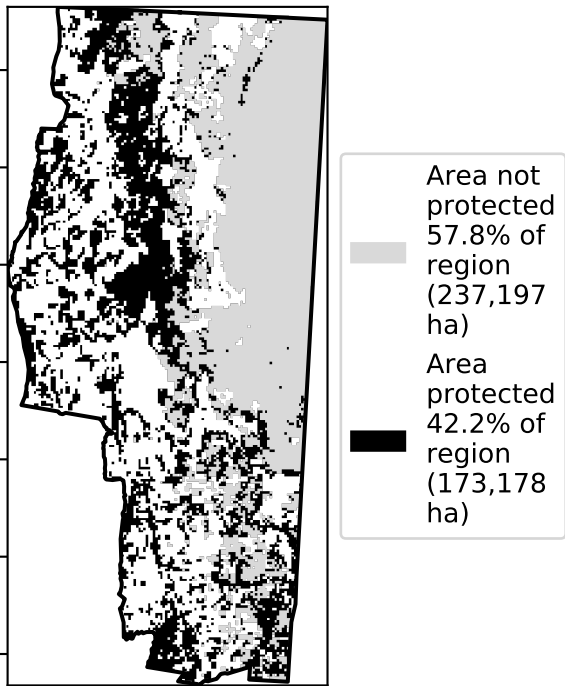 Area not
protected
57.8% of
region
(237,197
ha)
Area
protected
42.2% of
region
(173,178
ha)